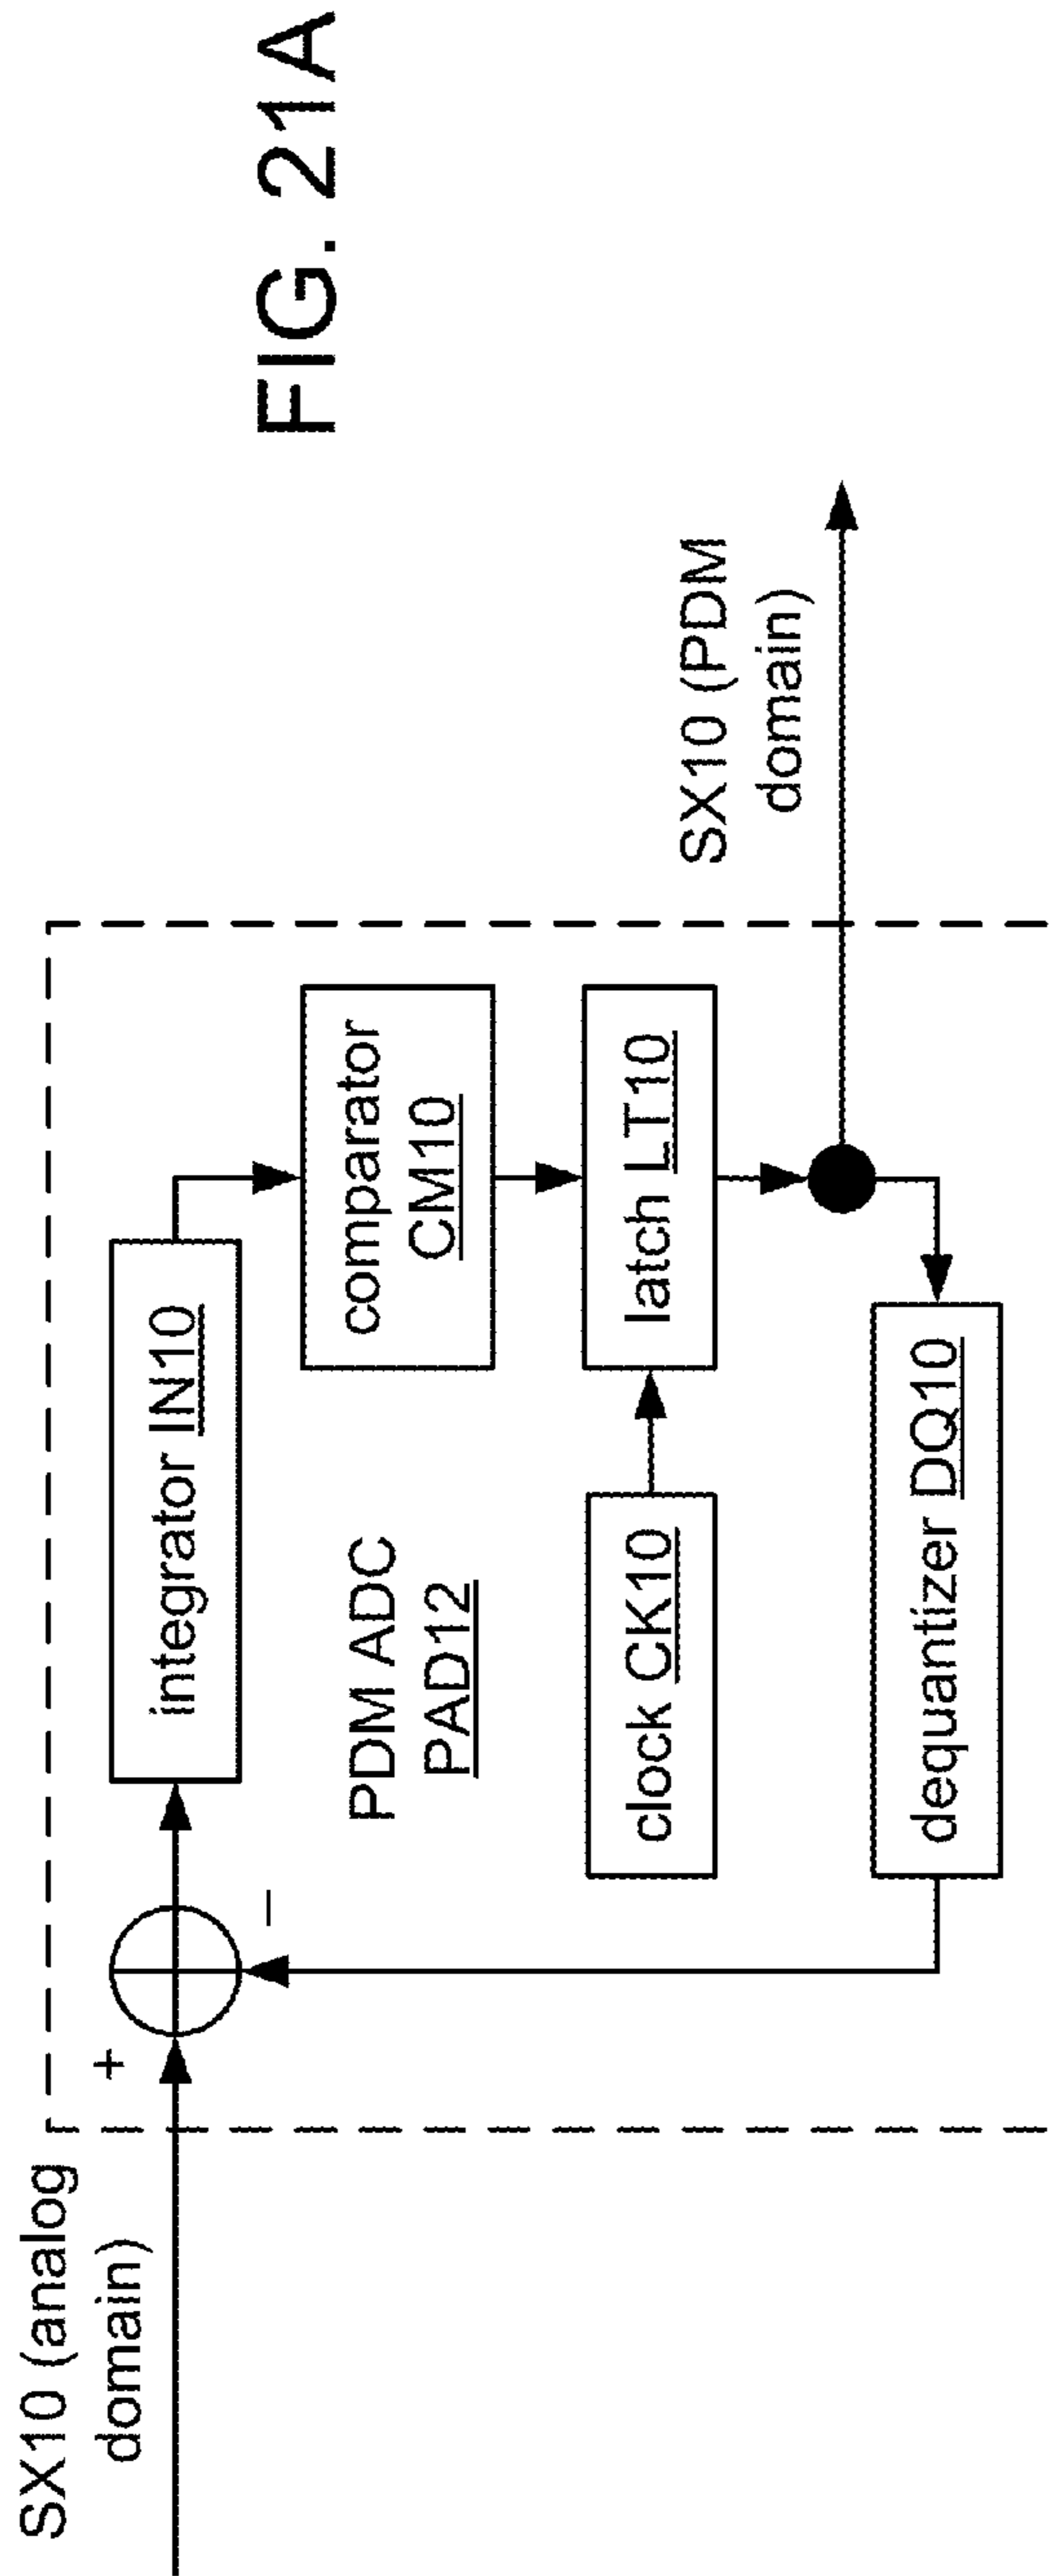 SX10 (analog
domain)
+
−
integrator IN10
PDM ADC
PAD12
comparator
CM10
clock CK10
latch LT10
dequantizer DQ10
SX10 (PDM
domain)
FIG. 21A